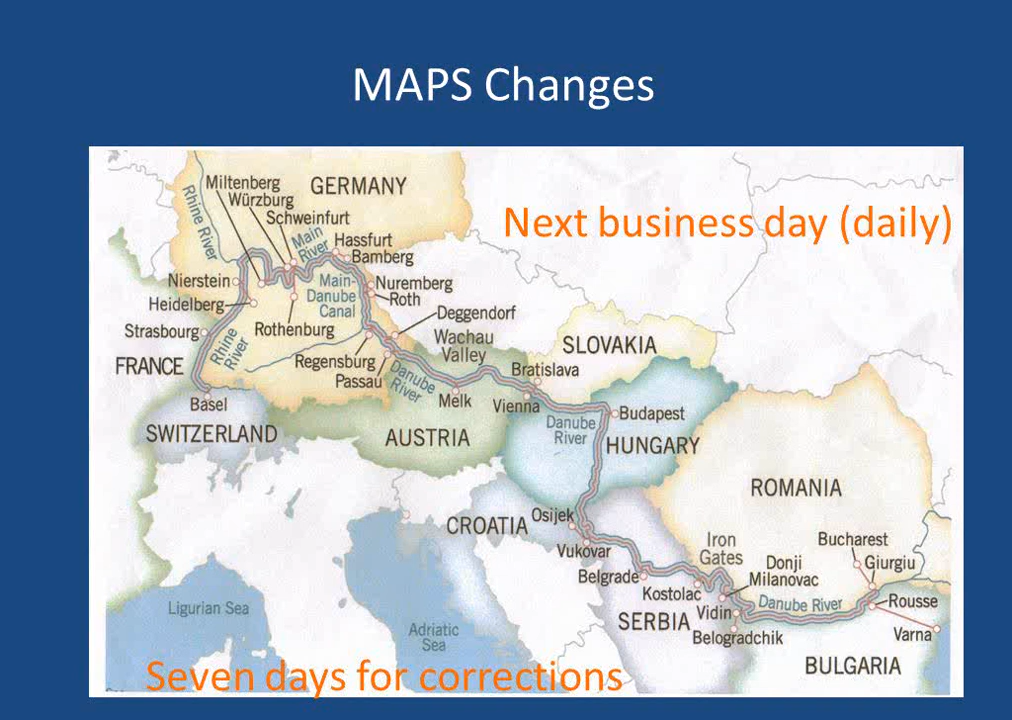 MAPS Changes
Next business day (daily)
Miltenberg
Würzburg
GERMANY
Schweinfurt
Rhine River
Main
River
Hassfurt
Bamberg
Nierstein
Main-
Danube
Canal
Nuremberg
Roth
Heidelberg
Deggendorf
Strasbourg
Rothenburg
Rhine
River
Wachau
Valley
SLOVAKIA
FRANCE
Regensburg
Passau
Danube
River
Bratislava
Basel
Melk
Vienna
Budapest
SWITZERLAND
AUSTRIA
Danube
River
HUNGARY
ROMANIA
CROATIA
Osijek
Vukovar
Iron
Gates
Bucharest
Belgrade
Donji
Milanovac
Giurgiu
Kostolac
Ligurian Sea
SERBIA
Vidin
Danube River
Rousse
Adriatic
Sea
Belogradchik
Varna
BULGARIA
Seven days for corrections